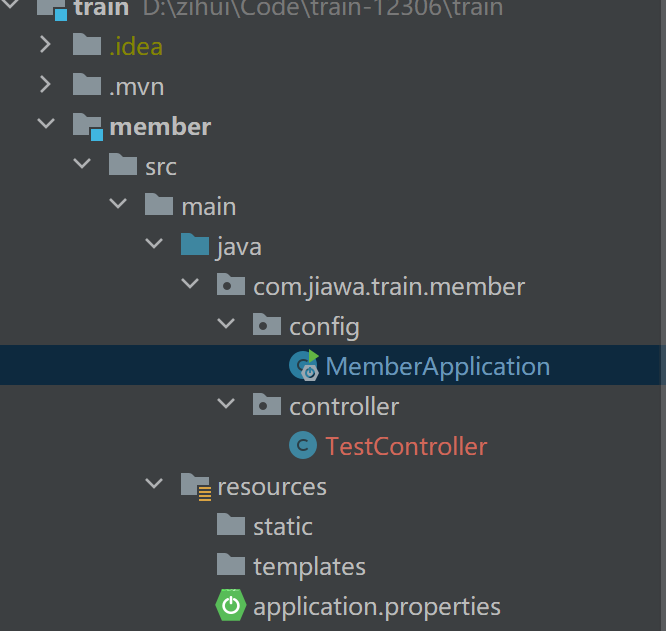 train D:\zihui\Code\train-12306\train
.idea
.mvn
member
src
main
java
com.jiawa.train.member
config
MemberApplication
controller
TestController
resources
static
templates
application.properties